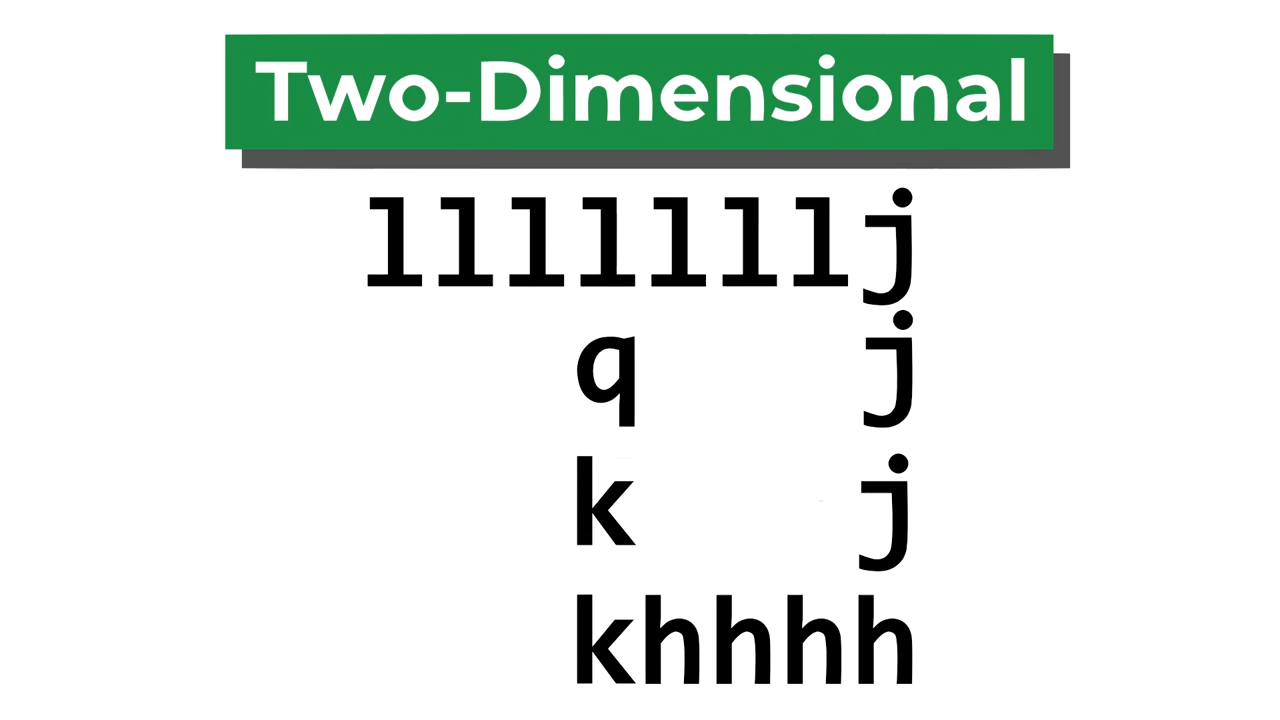 Two-Dimensional
lllllllj
   q   j
   k   j
   khhhh